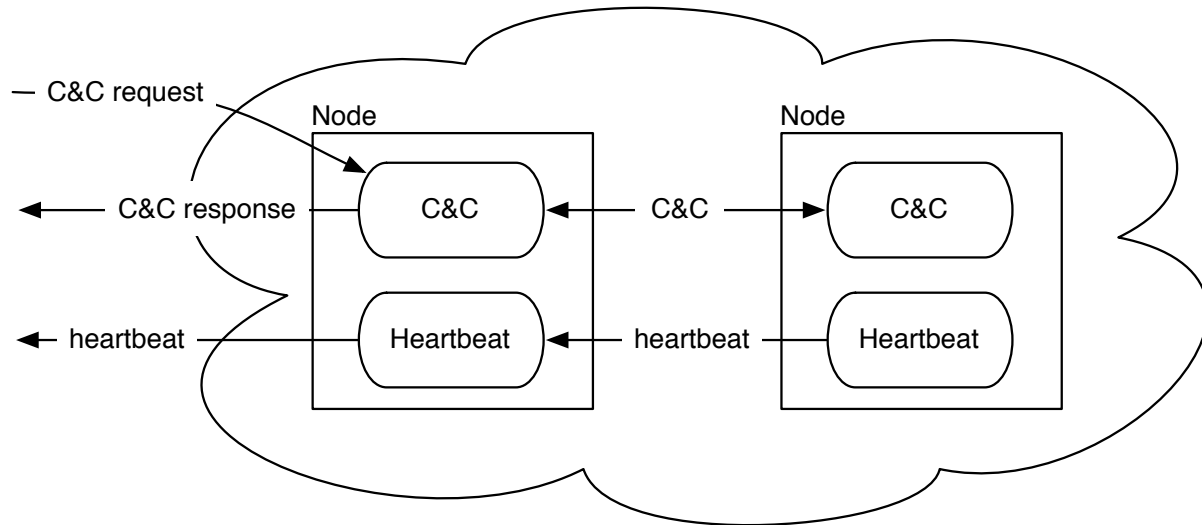 C&C request
Node
Node
C&C response
C&C
C&C
C&C
heartbeat
Heartbeat
heartbeat
Heartbeat